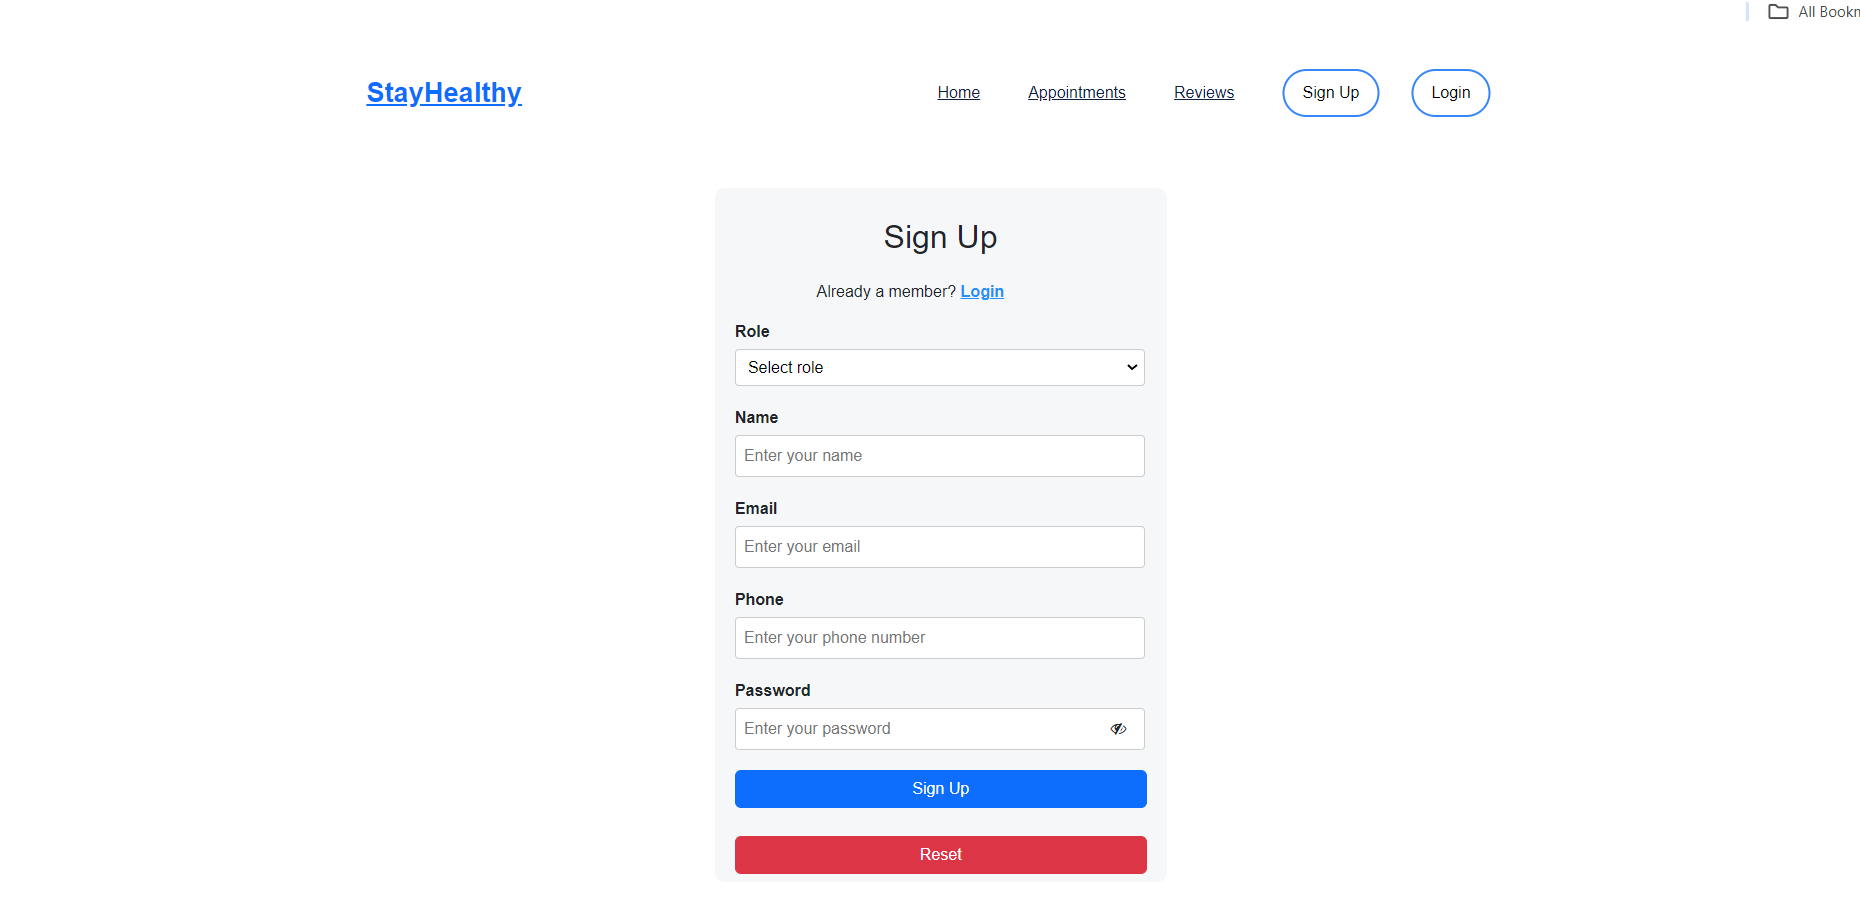 All Bookm
StayHealthy Home Appointments Reviews Sign Up Login
Sign Up
Already a member? Login
Role
Select role
Name
Enter your name
Email
Enter your email
Phone
Enter your phone number
Password
Enter your password
Sign Up
Reset